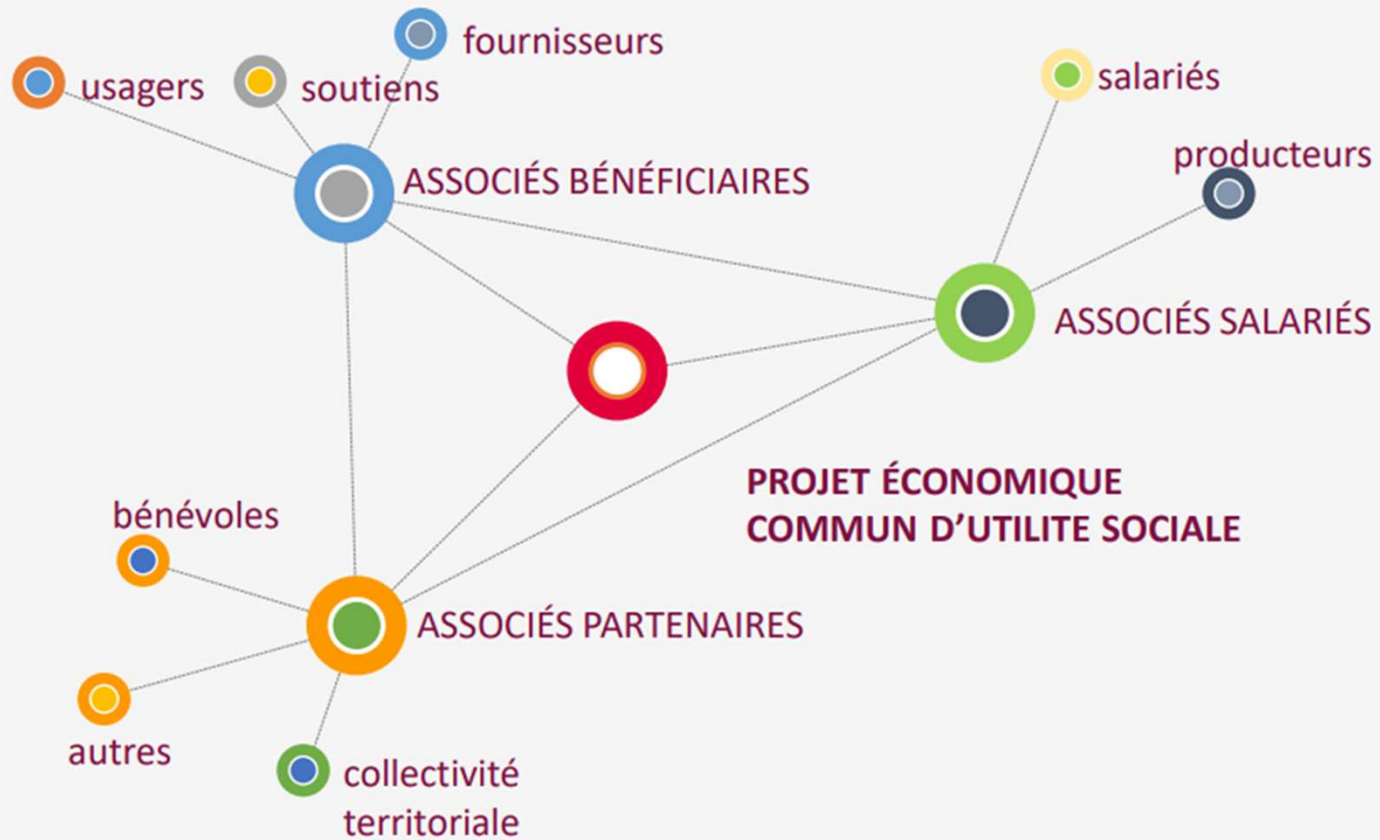 fournisseurs
usagers
soutiens
salariés
producteurs
ASSOCIÉS BÉNÉFICIAIRES
ASSOCIÉS SALARIÉS
PROJET ÉCONOMIQUE
COMMUN D’UTILITE SOCIALE
bénévoles
ASSOCIÉS PARTENAIRES
autres
collectivité
territoriale